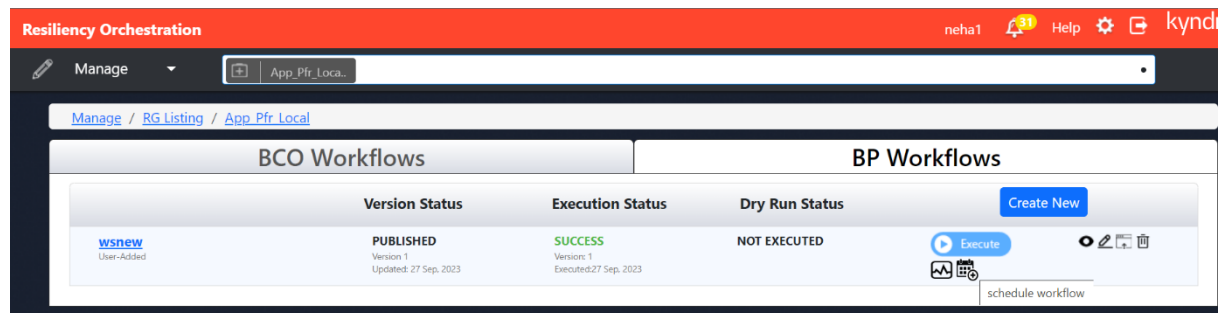 Resiliency Orchestration neha1 31 Help
Manage App_Pfr_Loca..
Manage / RG Listing / App_Pfr_Local
BCO Workflows BP Workflows
Version Status Execution Status Dry Run Status Create New
wsnew PUBLISHED SUCCESS NOT EXECUTED Execute
User-Added Version 1 Version: 1
Updated: 27 Sep, 2023 Executed:27 Sep, 2023
schedule workflow